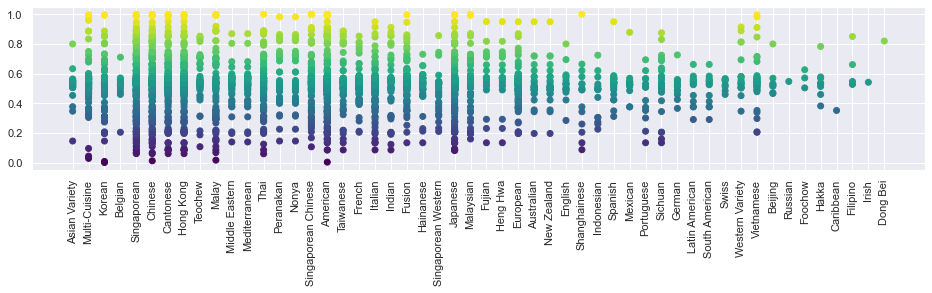 1.0
0.8
0.6
0.4
0.2
0.0
Asian Variety
Multi-Cuisine
Korean
Belgian
Singaporean
Chinese
Cantonese
Hong Kong
Teochew
Malay
Middle Eastern
Mediterranean
Thai
Peranakan
Nonya
Singaporean Chinese
American
Taiwanese
French
Italian
Indian
Fusion
Hainanese
Singaporean Western
Japanese
Malaysian
Fujian
Heng Hwa
European
Australian
New Zealand
English
Shanghainese
Indonesian
Spanish
Mexican
Portuguese
Sichuan
German
Latin American
South American
Swiss
Western Variety
Vietnamese
Beijing
Russian
Foochow
Hakka
Caribbean
Filipino
Irish
Dong Bei